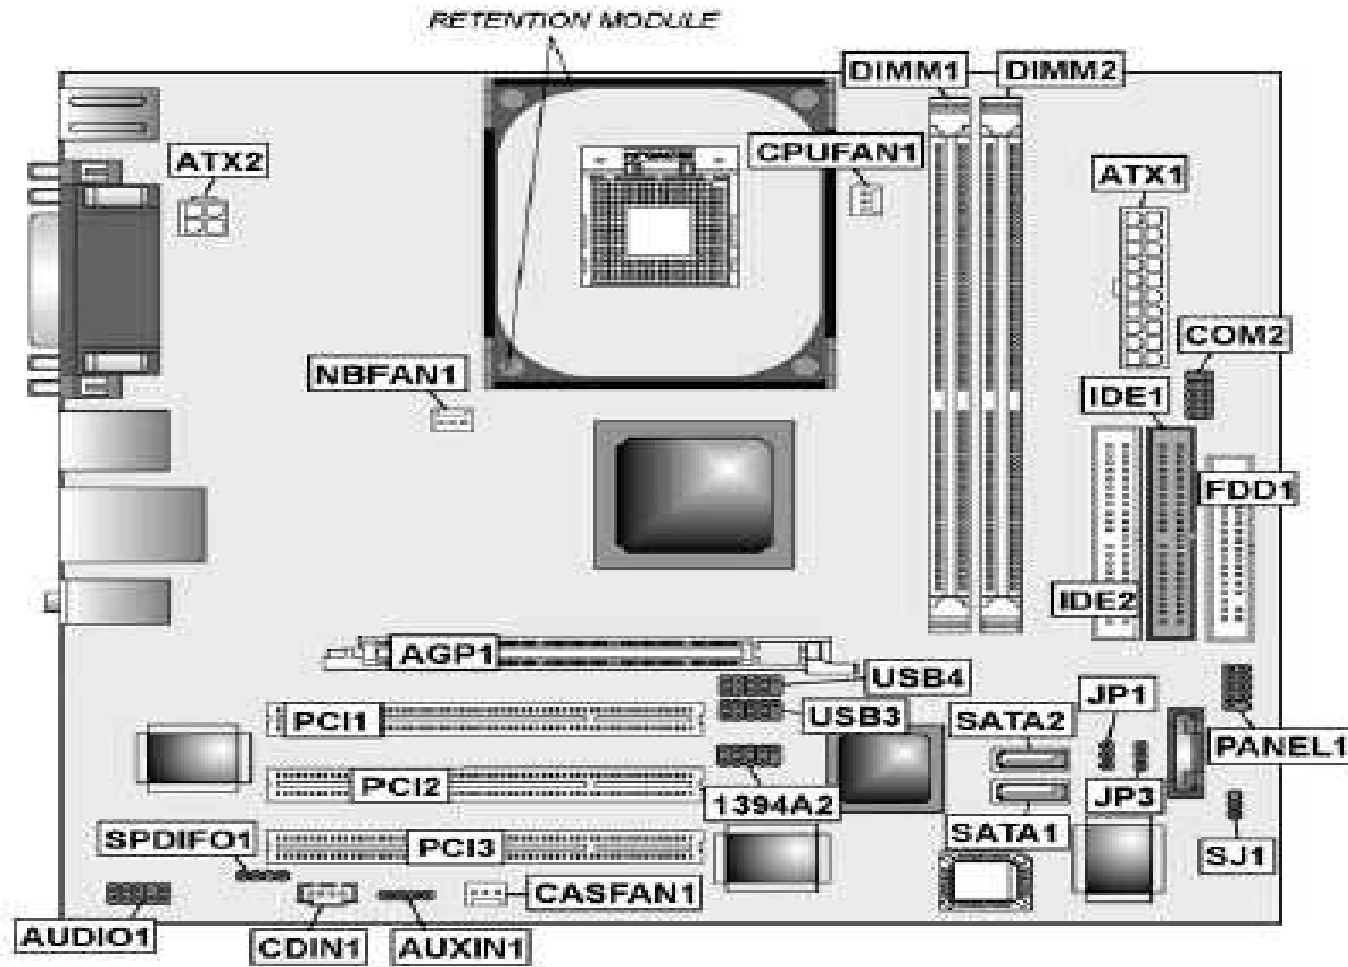 RETENTION MODULE
DIMM1
DIMM2
ATX2
CPUFAN1
ATX1
COM2
NBFAN1
IDE1
FDD1
IDE2
AGP1
USB4
JP1
PCI1
USB3
SATA2
PANEL1
PCI2
1394A2
JP3
SPDIFO1
PCI3
SATA1
SJ1
CASFAN1
AUDIO1
CDIN1
AUXIN1